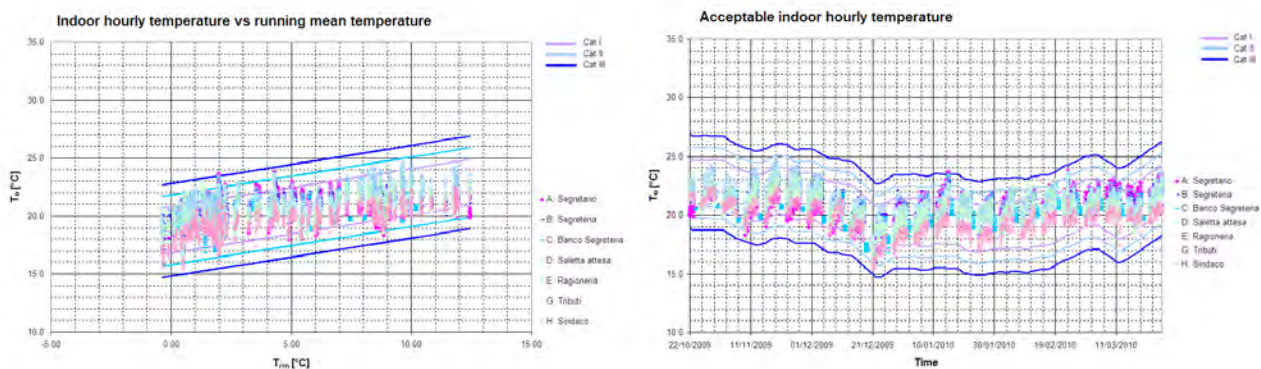 Indoor hourly temperature vs running mean temperature
35.0
30.0
25.0
20.0
15.0
10.0
-5.00
0.00
5.00
10.00
15.00
To [°C]
Trm [°C]
Cat I
Cat II
Cat III
A: Segretario
B: Segreteria
C: Banco Segreteria
D: Saletta attesa
E: Ragioneria
G: Tributi
H: Sindaco
Acceptable indoor hourly temperature
35.0
30.0
25.0
20.0
15.0
10.0
22/10/2009
11/11/2009
01/12/2009
21/12/2009
10/01/2010
30/01/2010
19/02/2010
11/03/2010
To [°C]
Time
Cat I
Cat II
Cat III
A: Segretario
B: Segreteria
C: Banco Segreteria
D: Saletta attesa
E: Ragioneria
G: Tributi
H: Sindaco